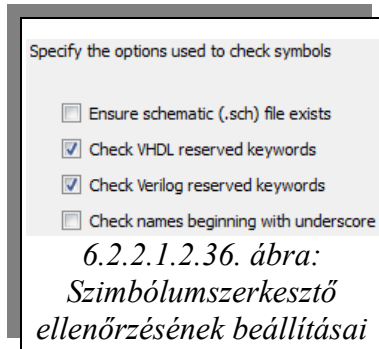 Specify the options used to check symbols
Ensure schematic (.sch) file exists
Check VHDL reserved keywords
Check Verilog reserved keywords
Check names beginning with underscore
6.2.2.1.2.36. ábra:
Szimbólumszerkesztő
ellenőrzésének beállításai